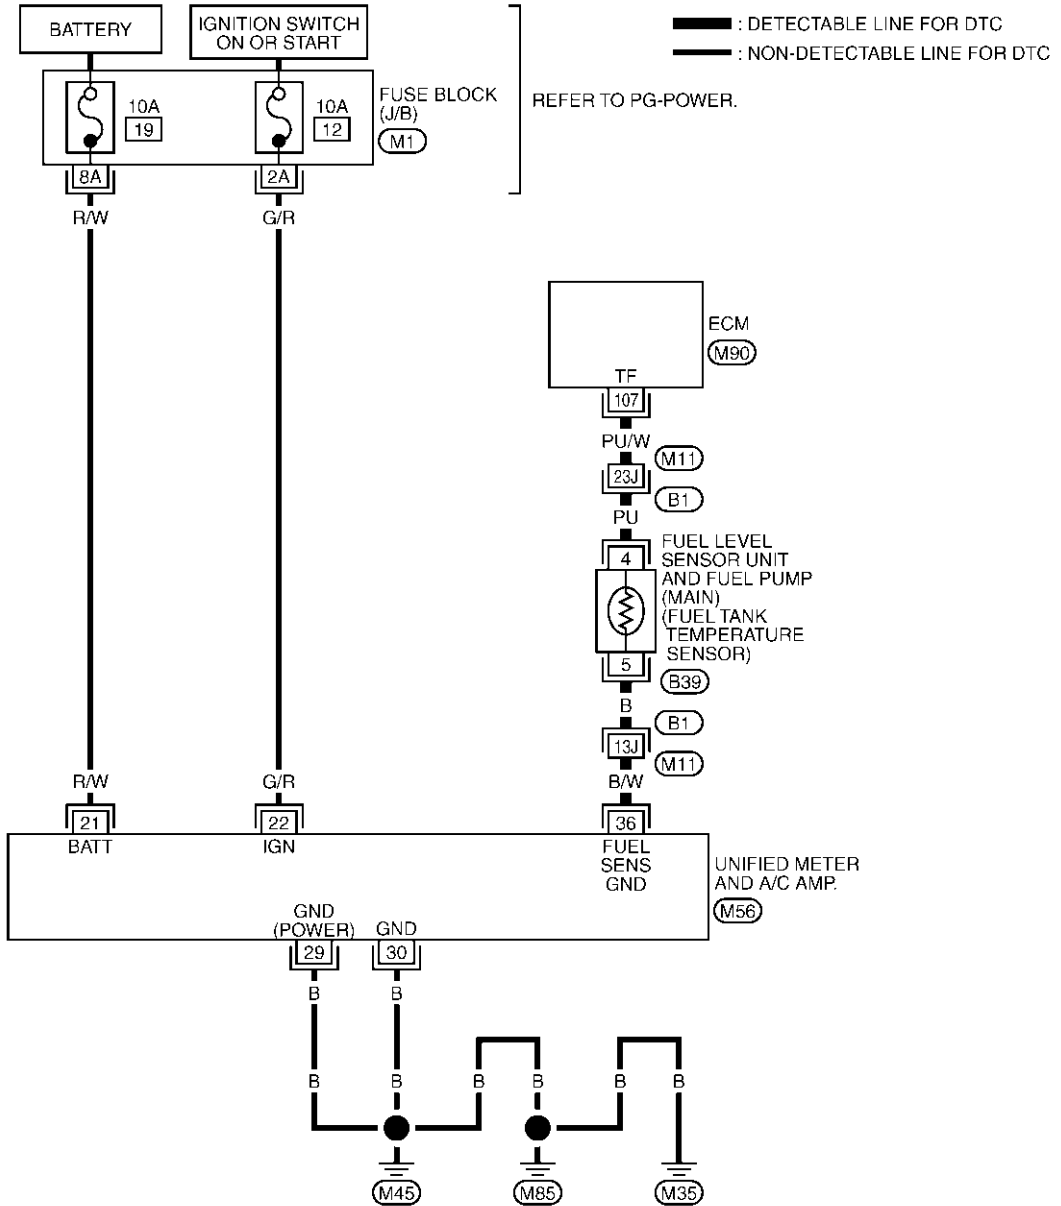 BATTERY
IGNITION SWITCH
ON OR START
: DETECTABLE LINE FOR DTC
: NON-DETECTABLE LINE FOR DTC
10A
19
10A
12
FUSE BLOCK
(J/B)
M1
REFER TO PG-POWER.
8A
2A
R/W
G/R
ECM
M90
TF
107
PU/W
M11
23J
B1
PU
4
FUEL LEVEL
SENSOR UNIT
AND FUEL PUMP
(MAIN)
(FUEL TANK
TEMPERATURE
SENSOR)
5
B39
B
B1
13J
M11
R/W
G/R
B/W
21
22
36
BATT
IGN
FUEL
SENS
GND
UNIFIED METER
AND A/C AMP.
M56
GND
(POWER)
GND
29
30
B
B
B
B
B
B
B
B
M45
M85
M35